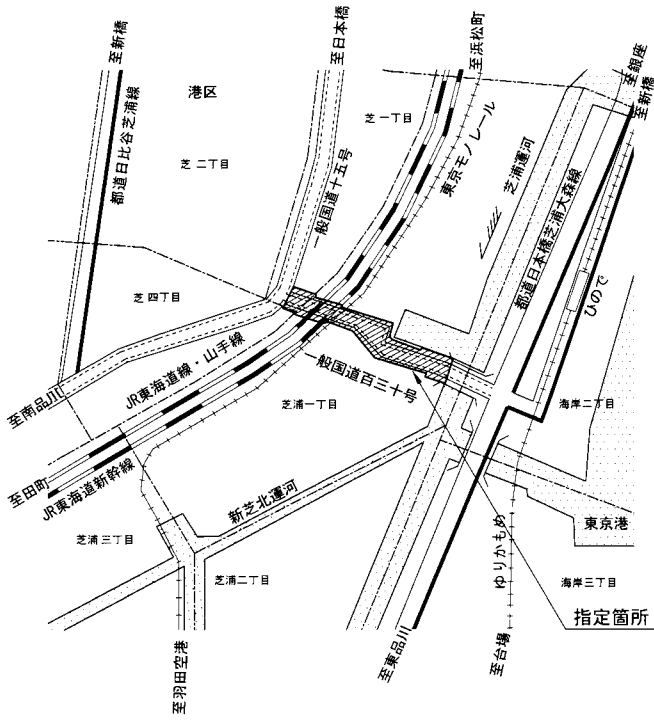 至新橋
都道日比谷芝浦線
港区
芝二丁目
至日本橋
一般国道十五号
芝一丁目
至浜松町
東京モノレール
芝浦運河
都道日本橋芝浦大森線
至銀座
至新橋
ひので
芝四丁目
JR東海道線・山手線
一般国道百三十号
至南品川
芝浦一丁目
海岸二丁目
至田町
JR東海道新幹線
新芝北運河
芝浦三丁目
芝浦二丁目
ゆりかもめ
東京港
海岸三丁目
指定箇所
至羽田空港
至東品川
至台場